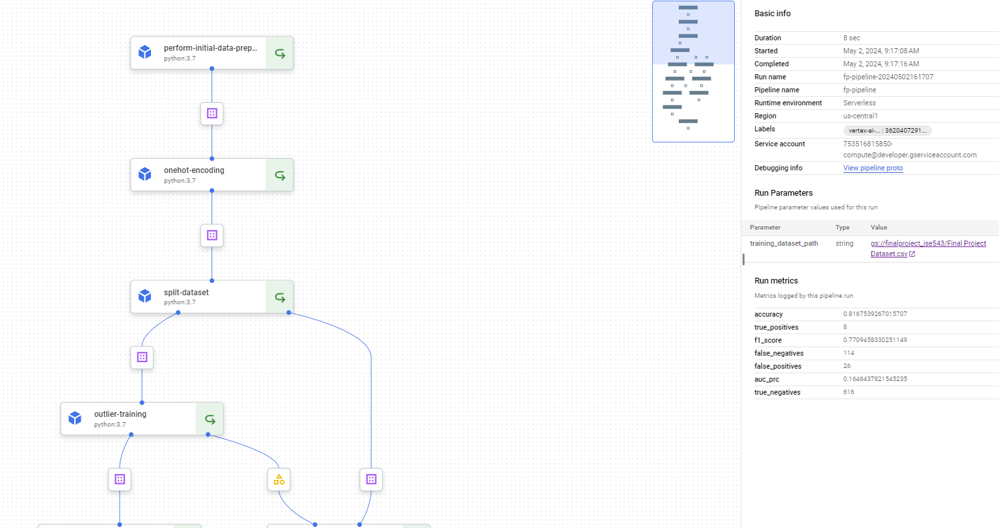 perform-initial-data-prep...
python:3.7
onehot-encoding
python:3.7
split-dataset
python:3.7
outlier-training
python:3.7
Basic info
Duration 8 sec
Started May 2, 2024, 9:17:08 AM
Completed May 2, 2024, 9:17:16 AM
Run name fp-pipeline-20240502161707
Pipeline name fp-pipeline
Runtime environment Serverless
Region us-central1
Labels vertex-ai-... : 3620407291...
Service account 753516815850-
compute@developer.gserviceaccount.com
Debugging info View pipeline proto
Run Parameters
Pipeline parameter values used for this run
Parameter Type Value
training_dataset_path string gs://finalproject_ise543/Final Project
Dataset.csv
Run metrics
Metrics logged by this pipeline run
accuracy 0.8167539267015707
true_positives 8
f1_score 0.7709458330251149
false_negatives 114
false_positives 26
auc_prc 0.1646437821545235
true_negatives 616